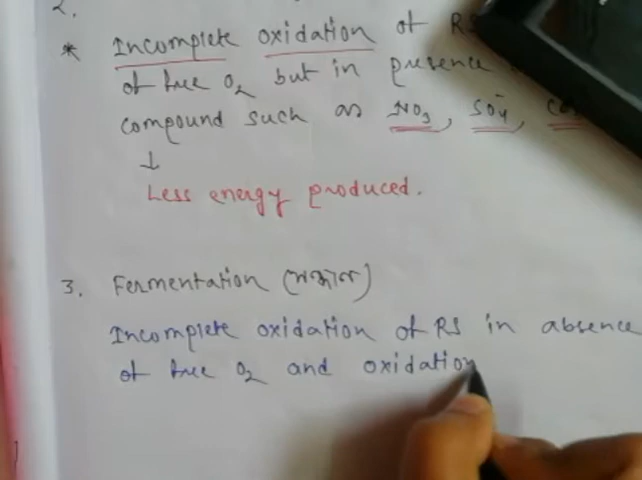 2.
* Incomplete oxidation of RS
of free O2 but in presence
compound such as NO3, SO4,
↓
Less energy produced.
3. Fermentation (সন্ধান)
Incomplete oxidation of RS in absence
of free O2 and oxidation